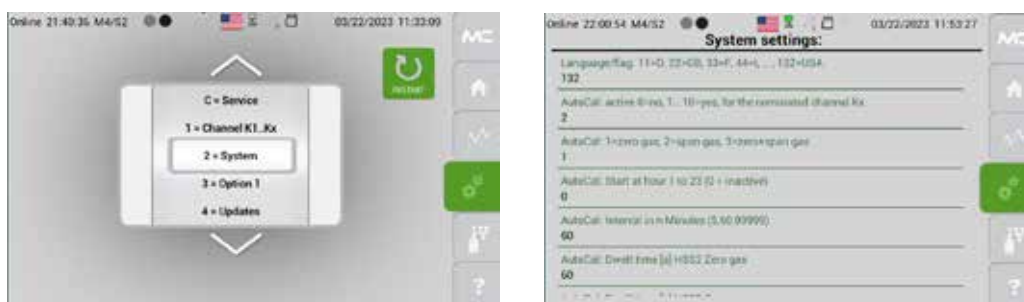 Online 21:40:36 M4/S2 03/22/2023 11:33:09
MC
RESTART
C = Service
1 = Channel K1..Kx
2 = System
3 = Option 1
4 = Updates
?
Online 22:00:54 M4/S2 03/22/2023 11:53:27
MC
System settings:
Language/flag: 11=D, 22=GB, 33=F, 44=I, ... 132=USA
132
AutoCal: active 0=no, 1.. 10=yes, for the nominated channel Kx
2
AutoCal: 1=zero gas, 2=span gas, 3=zero+span gas
1
AutoCal: Start at hour 1 to 23 (0 = inactive)
0
AutoCal: Interval in n Minutes (5,60.99999)
60
AutoCal: Dwell time [s] HSS2 Zero gas
60
?